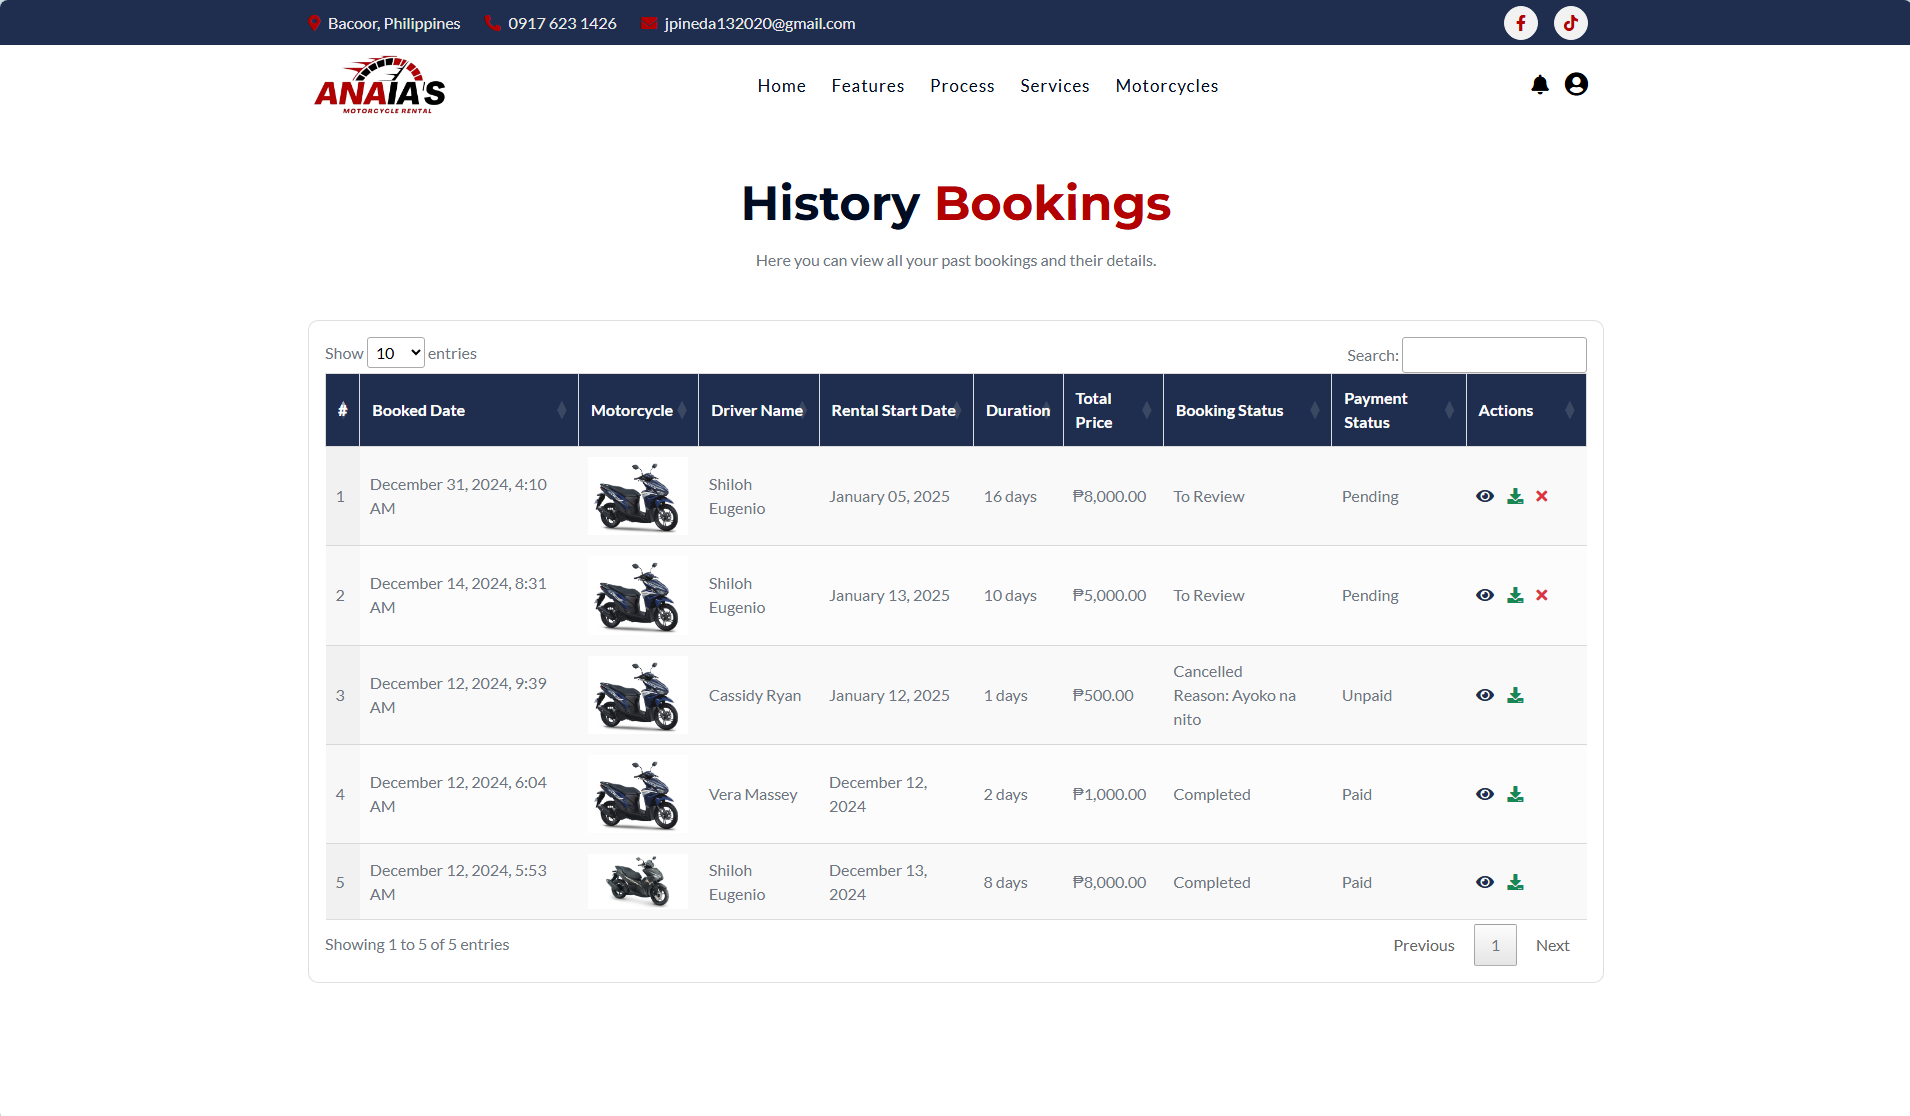 Bacoor, Philippines 0917 623 1426 jpineda132020@gmail.com
ANAIA'S
MOTORCYCLE RENTAL
Home Features Process Services Motorcycles
History Bookings
Here you can view all your past bookings and their details.
Show 10 entries Search:
# Booked Date Motorcycle Driver Name Rental Start Date Duration Total Price Booking Status Payment Status Actions
1 December 31, 2024, 4:10 AM Shiloh Eugenio January 05, 2025 16 days ₱8,000.00 To Review Pending
2 December 14, 2024, 8:31 AM Shiloh Eugenio January 13, 2025 10 days ₱5,000.00 To Review Pending
3 December 12, 2024, 9:39 AM Cassidy Ryan January 12, 2025 1 days ₱500.00 Cancelled Reason: Ayoko na nito Unpaid
4 December 12, 2024, 6:04 AM Vera Massey December 12, 2024 2 days ₱1,000.00 Completed Paid
5 December 12, 2024, 5:53 AM Shiloh Eugenio December 13, 2024 8 days ₱8,000.00 Completed Paid
Showing 1 to 5 of 5 entries Previous 1 Next